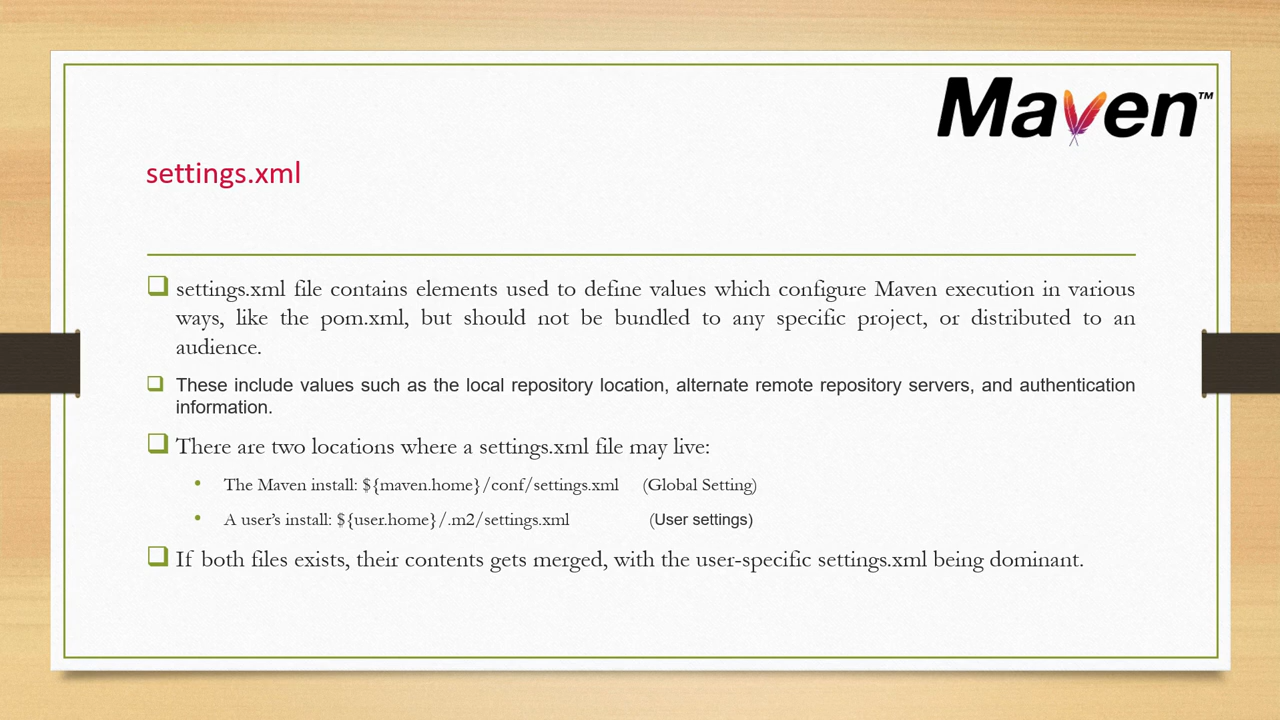 Maven™
settings.xml
settings.xml file contains elements used to define values which configure Maven execution in various
ways, like the pom.xml, but should not be bundled to any specific project, or distributed to an
audience.
These include values such as the local repository location, alternate remote repository servers, and authentication
information.
There are two locations where a settings.xml file may live:
• The Maven install: ${maven.home}/conf/settings.xml (Global Setting)
• A user’s install: ${user.home}/.m2/settings.xml (User settings)
If both files exists, their contents gets merged, with the user-specific settings.xml being dominant.